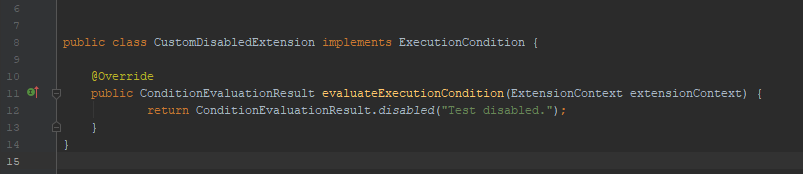 6
7
8 public class CustomDisabledExtension implements ExecutionCondition {
9
10 @Override
11 public ConditionEvaluationResult evaluateExecutionCondition(ExtensionContext extensionContext) {
12 return ConditionEvaluationResult.disabled("Test disabled.");
13 }
14 }
15